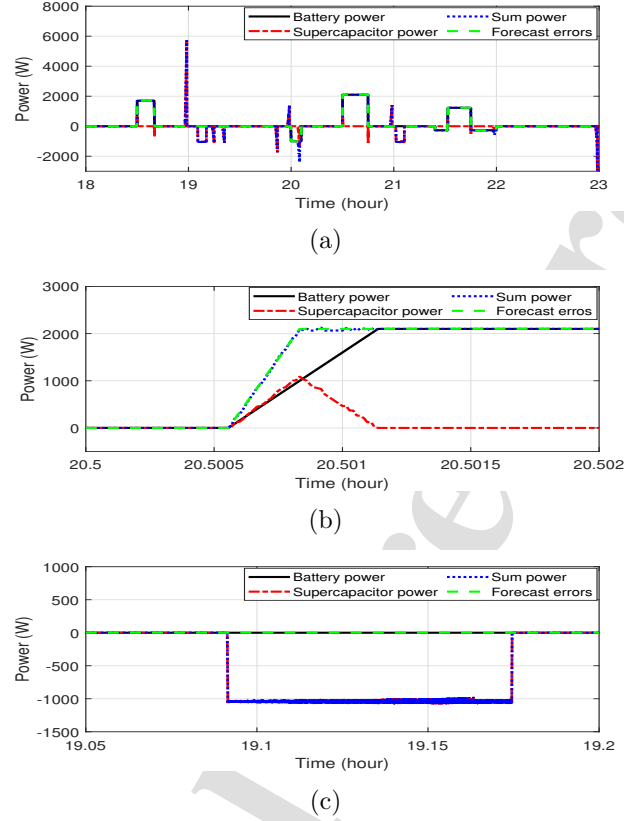 Battery power Sum power
Supercapacitor power Forecast errors
8000
6000
4000
2000
0
-2000
Power (W)
18 19 20 21 22 23
Time (hour)
(a)
Battery power Sum power
Supercapacitor power Forecast erros
3000
2000
1000
0
Power (W)
20.5 20.5005 20.501 20.5015 20.502
Time (hour)
(b)
Battery power Sum power
Supercapacitor power Forecast errors
1000
500
0
-500
-1000
-1500
Power (W)
19.05 19.1 19.15 19.2
Time (hour)
(c)